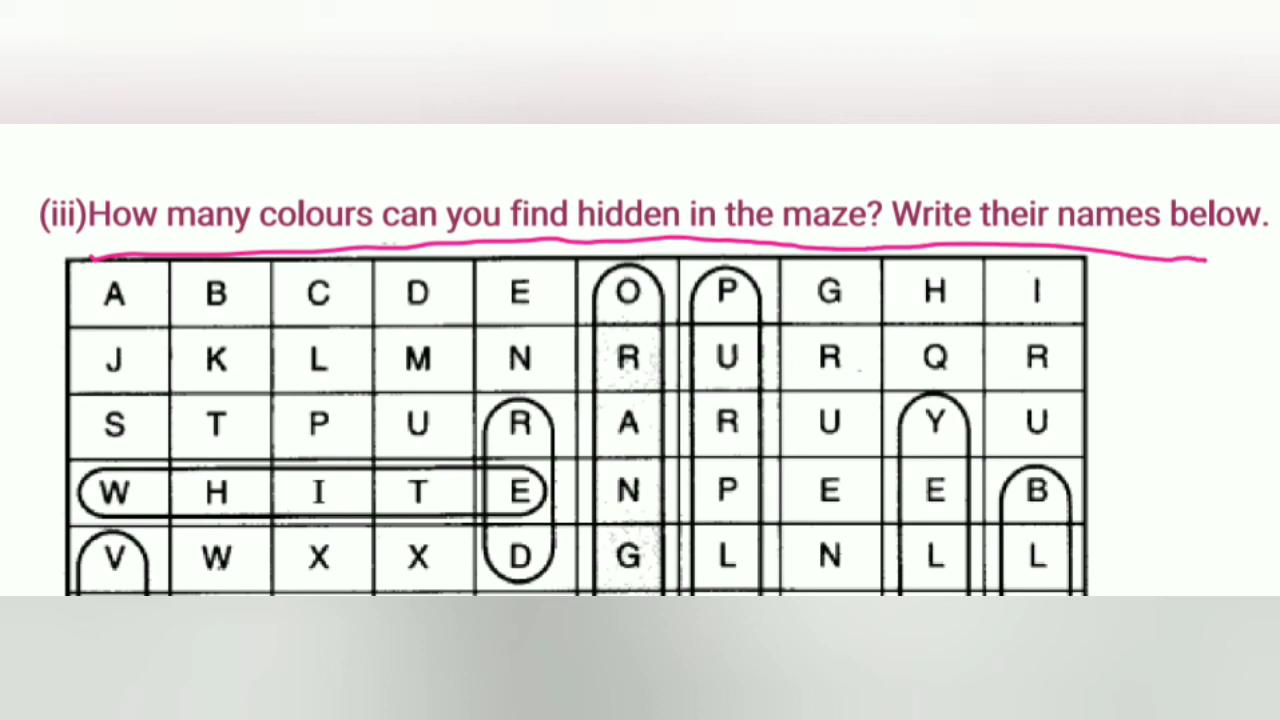 (iii)How many colours can you find hidden in the maze? Write their names below.
A B C D E O P G H I
J K L M N R U R Q R
S T P U R A R U Y U
W H I T E N P E E B
V W X X D G L N L L